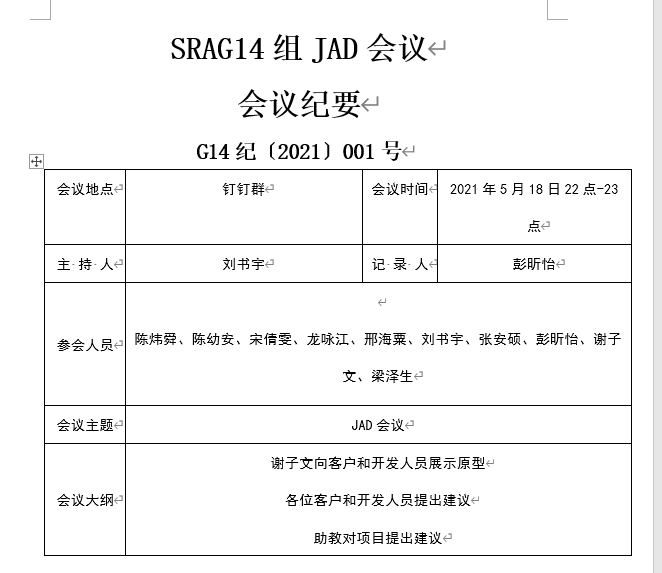 SRAG14 组 JAD 会议
会议纪要
G14 纪〔2021〕001 号
会议地点 钉钉群 会议时间 2021 年 5 月 18 日 22 点-23
点
主 持 人 刘书宇 记 录 人 彭昕怡
参会人员 陈炜舜、陈幼安、宋倩雯、龙咏江、邢海粟、刘书宇、张安硕、彭昕怡、谢子
文、梁泽生
会议主题 JAD 会议
谢子文向客户和开发人员展示原型
会议大纲 各位客户和开发人员提出建议
助教对项目提出建议